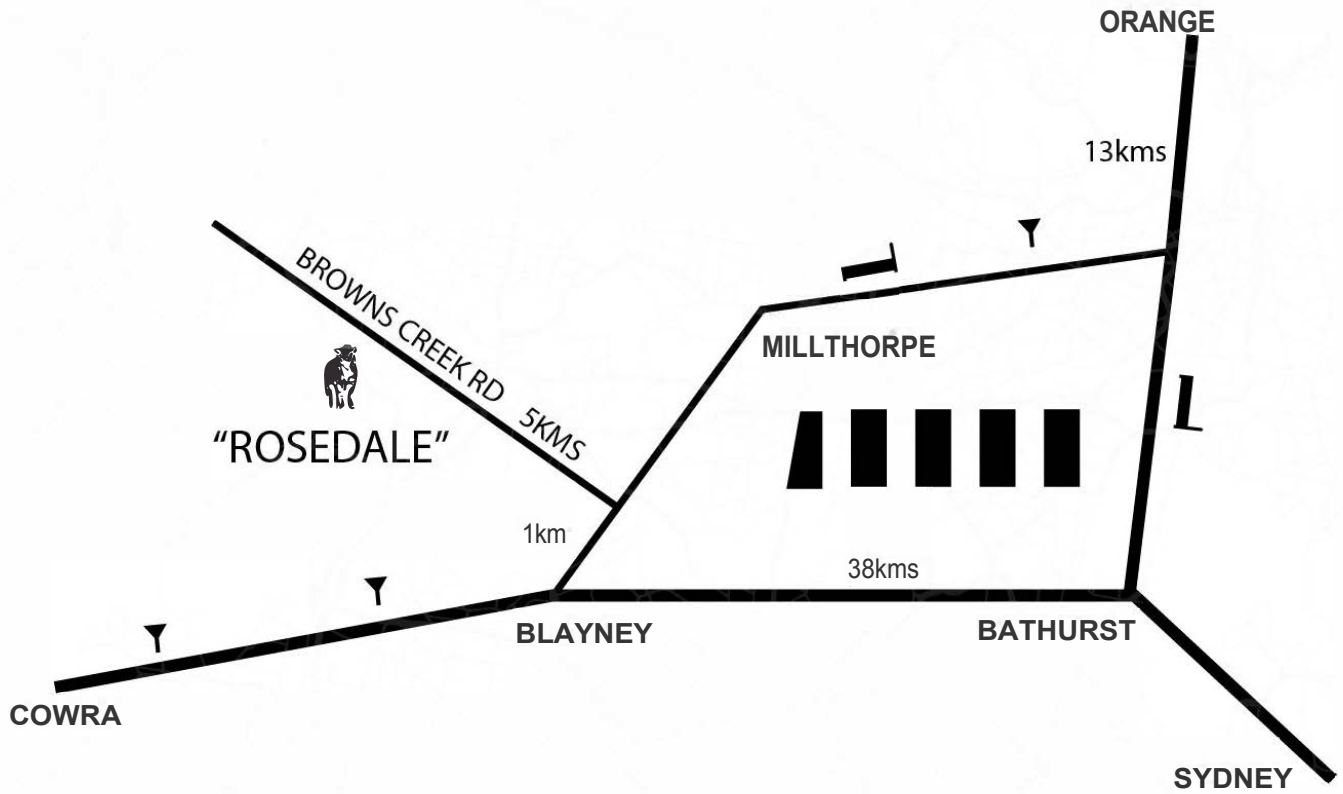 ORANGE
13kms
BROWNS CREEK RD 5KMS
MILLTHORPE
“ROSEDALE”
1km
38kms
BLAYNEY
BATHURST
COWRA
SYDNEY